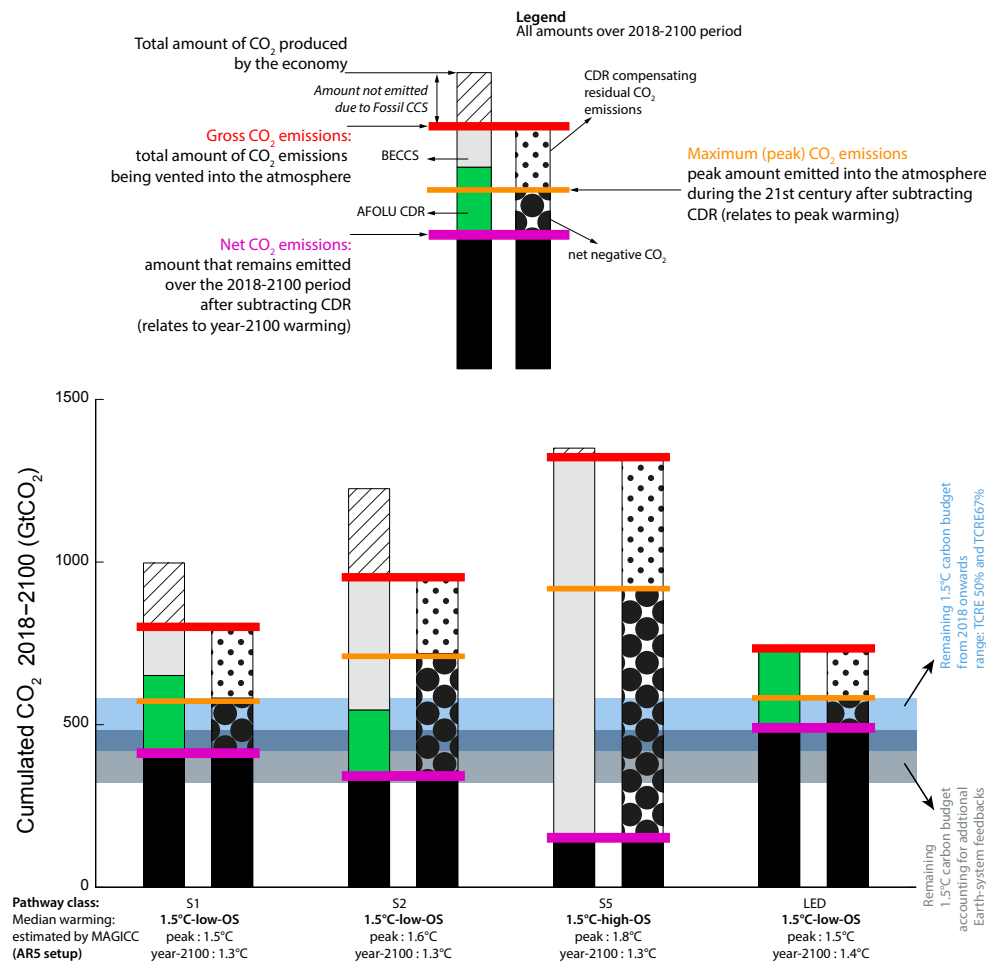 Legend
All amounts over 2018-2100 period
Total amount of CO2 produced
by the economy
Amount not emitted
due to Fossil CCS
CDR compensating
residual CO2
emissions
Gross CO2 emissions:
total amount of CO2 emissions
being vented into the atmosphere
BECCS
AFOLU CDR
Maximum (peak) CO2 emissions
peak amount emitted into the atmosphere
during the 21st century after subtracting
CDR (relates to peak warming)
Net CO2 emissions:
amount that remains emitted
over the 2018-2100 period
after subtracting CDR
(relates to year-2100 warming)
net negative CO2
Cumulated CO2 2018−2100 (GtCO2)
1500
1000
500
0
Remaining 1.5°C carbon budget
from 2018 onwards
range: TCRE 50% and TCRE67%
Remaining
1.5°C carbon budget
accounting for addtional
Earth-system feedbacks
Pathway class: S1 S2 S5 LED
Median warming: 1.5°C-low-OS 1.5°C-low-OS 1.5°C-high-OS 1.5°C-low-OS
estimated by MAGICC peak : 1.5°C peak : 1.6°C peak : 1.8°C peak : 1.5°C
(AR5 setup) year-2100 : 1.3°C year-2100 : 1.3°C year-2100 : 1.3°C year-2100 : 1.4°C